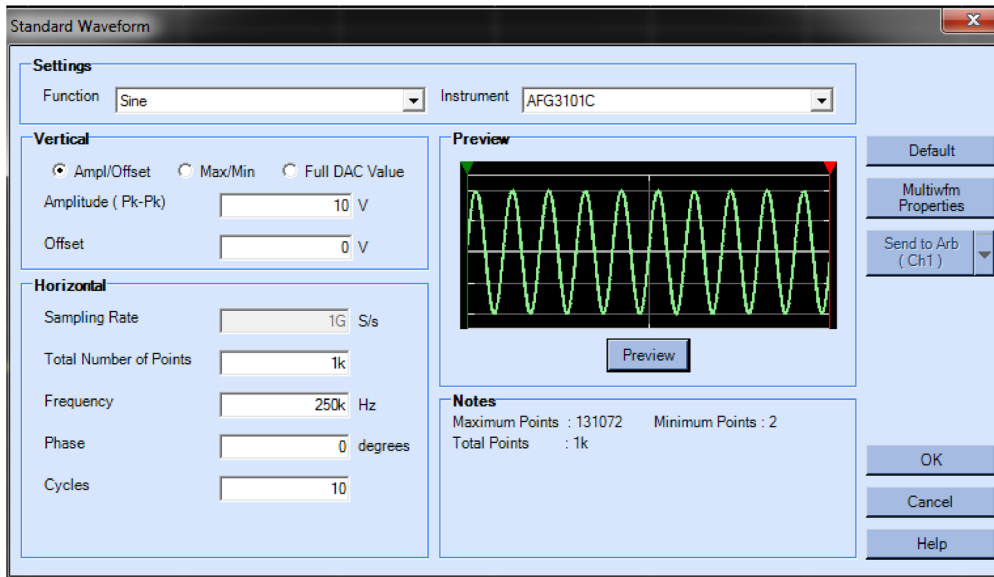 Standard Waveform
Settings
Function Sine Instrument AFG3101C
Vertical
Ampl/Offset Max/Min Full DAC Value
Amplitude ( Pk-Pk) 10 V
Offset 0 V
Horizontal
Sampling Rate 1G S/s
Total Number of Points 1k
Frequency 250k Hz
Phase 0 degrees
Cycles 10
Preview
Preview
Notes
Maximum Points : 131072 Minimum Points : 2
Total Points : 1k
Default
Multiwfm
Properties
Send to Arb
( Ch1 )
OK
Cancel
Help